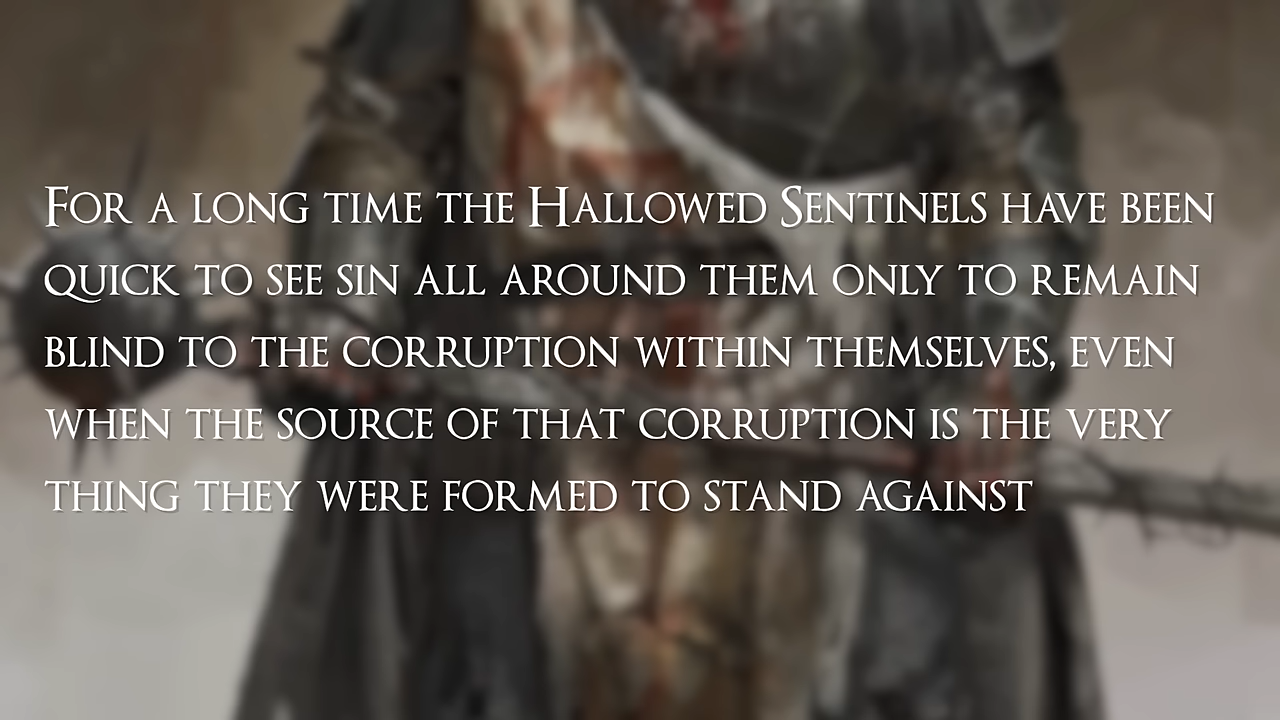 For a long time the Hallowed Sentinels have been
quick to see sin all around them only to remain
blind to the corruption within themselves, even
when the source of that corruption is the very
thing they were formed to stand against